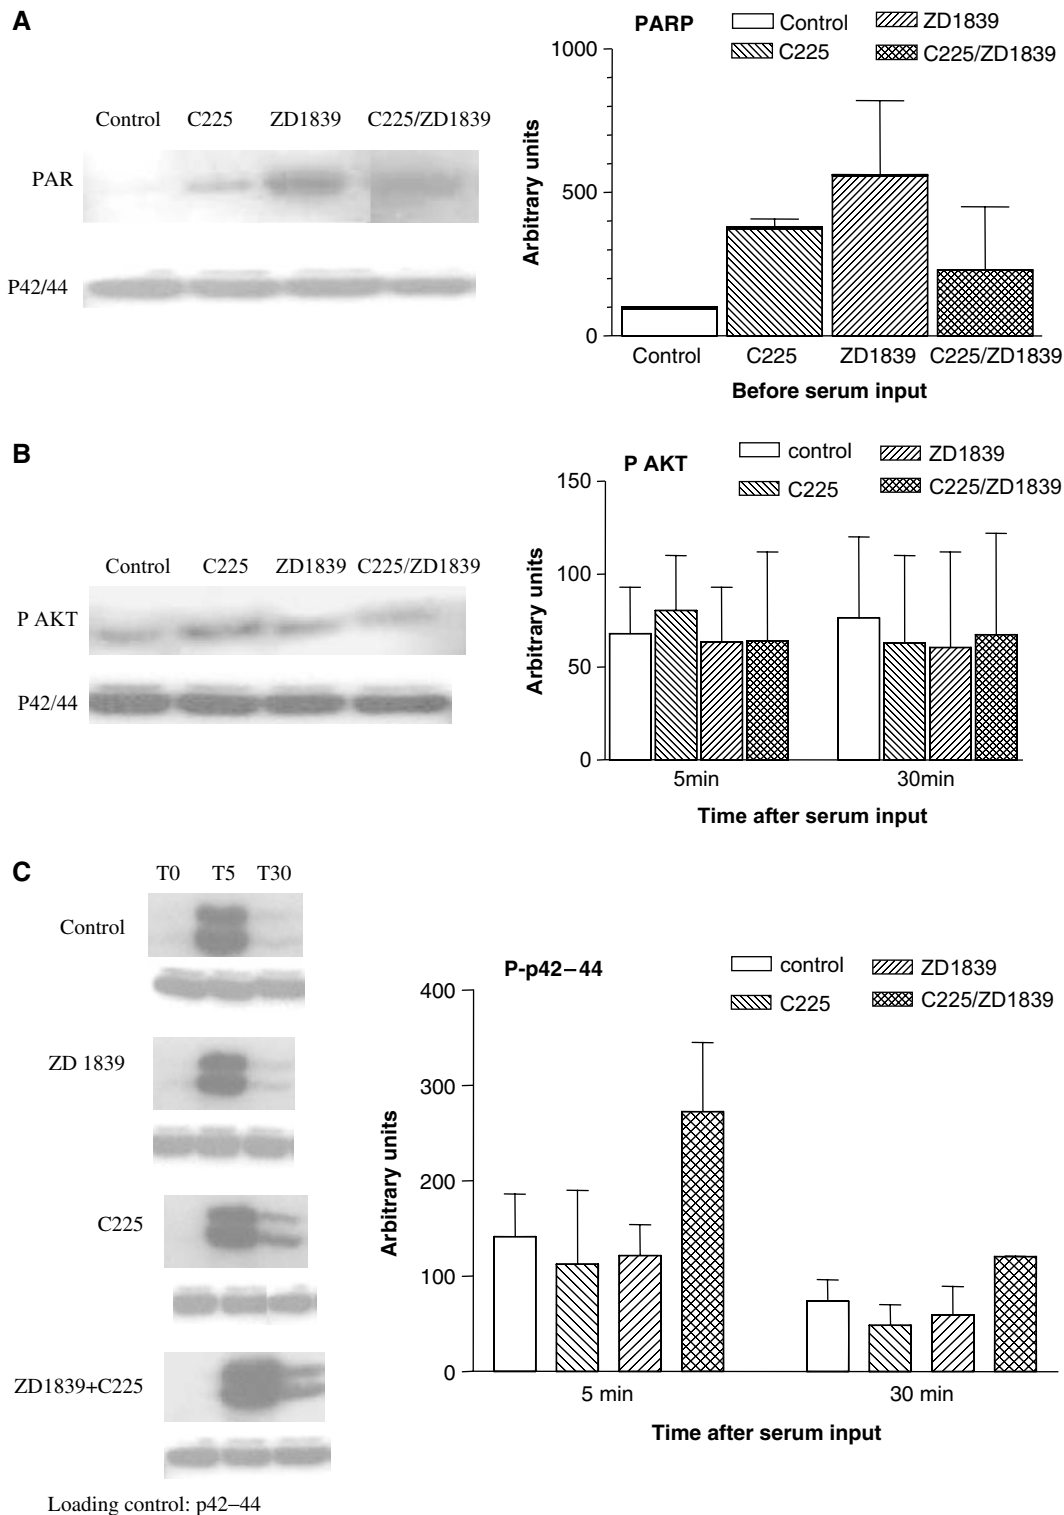 A
PARP
Control
ZD1839
C225
C225/ZD1839
Control C225 ZD1839 C225/ZD1839
PAR
P42/44
Arbitrary units
1000
500
0
Control C225 ZD1839 C225/ZD1839
Before serum input
B
P AKT
control
ZD1839
C225
C225/ZD1839
Control C225 ZD1839 C225/ZD1839
P AKT
P42/44
Arbitrary units
150
100
50
0
5min 30min
Time after serum input
C
T0 T5 T30
Control
ZD 1839
C225
ZD1839+C225
Loading control: p42–44
P-p42–44
control
ZD1839
C225
C225/ZD1839
Arbitrary units
400
300
200
100
0
5 min 30 min
Time after serum input